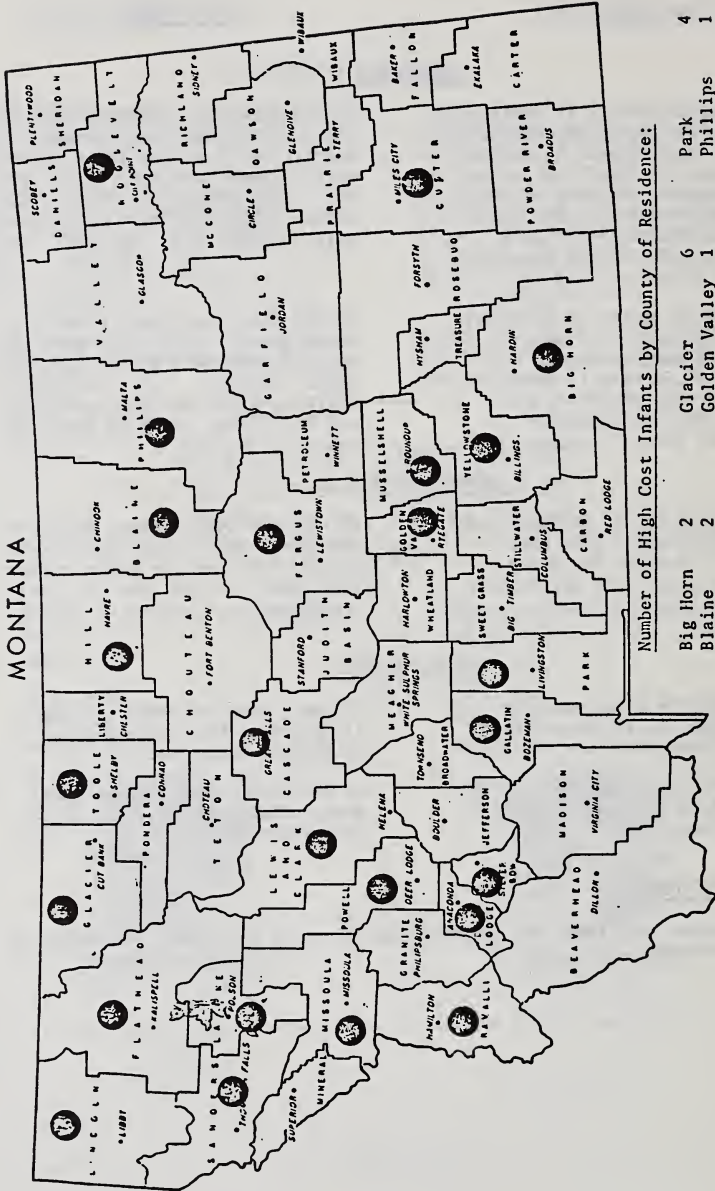 MONTANA
LINCOLN
LIBBY
FLATHEAD
KALISPELL
GLACIER
CUT BANK
TOOLE
SHELBY
LIBERTY
CHESTER
HILL
HAVRE
BLAINE
CHINOOK
PHILLIPS
MALTA
VALLEY
GLASGOW
DANIELS
SCOBEY
SHERIDAN
PLENTYWOOD
ROOSEVELT
RICHLAND
SIDNEY
SANDERS
FALLS
LAKE
POLSON
PONDERA
CONRAD
TETON
CHOTEAU
CHOUTEAU
FORT BENTON
CASCADE
JUDITH BASIN
STANFORD
FERGUS
LEWISTOWN
PETROLEUM
WINNETT
GARFIELD
JORDAN
MCCONE
CIRCLE
DAWSON
GLENDIVE
PRAIRIE
TERRY
WIBAUX
WIBAUX
MINERAL
SUPERIOR
MISSOULA
MISSOULA
POWELL
DEER LODGE
LEWIS
AND
CLARK
HELENA
MEAGHER
WHITE SULPHUR
SPRINGS
WHEATLAND
HARLOWTON
GOLDEN
MUSSELSHELL
ROUNDUP
TREASURE
HYSHAM
ROSEBUD
FORSYTH
CUSTER
MILES CITY
FALLON
BAKER
CARTER
EKALAKA
RAVALLI
HAMILTON
GRANITE
PHILIPSBURG
ANACONDA
LODGE
BOW
JEFFERSON
BOULDER
BROADWATER
TOWNSEND
GALLATIN
BOZEMAN
PARK
LIVINGSTON
SWEET GRASS
BIG TIMBER
STILLWATER
COLUMBUS
YELLOWSTONE
BILLINGS
CARBON
RED LODGE
BIG HORN
HARDIN
POWDER RIVER
BROADUS
BEAVERHEAD
DILLON
MADISON
VIRGINIA CITY
Number of High Cost Infants by County of Residence:
Big Horn 2 Glacier 6 Park 4
Blaine 2 Golden Valley 1 Phillips 1